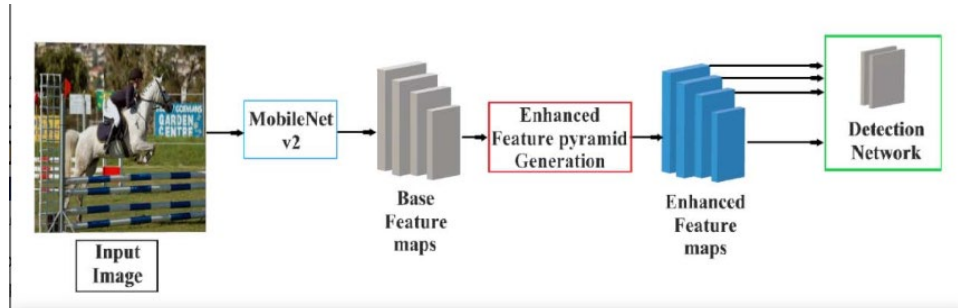 GORMANS
GARDEN
CENTRE
Input
Image
MobileNet
v2
Base
Feature
maps
Enhanced
Feature pyramid
Generation
Enhanced
Feature
maps
Detection
Network